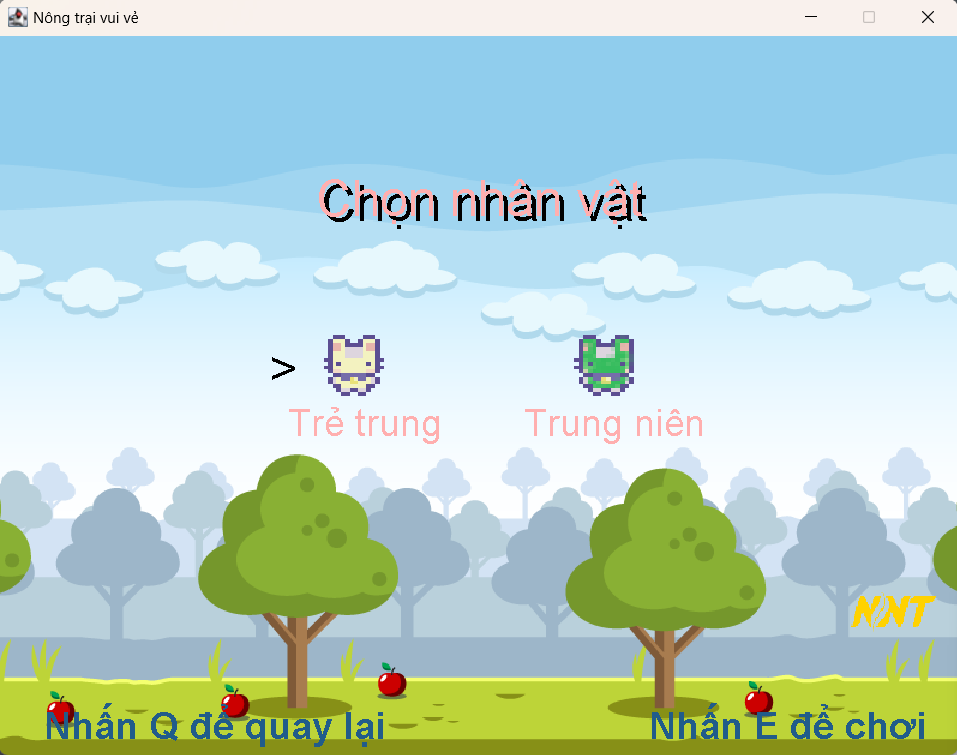 Nông trại vui vẻ
Chọn nhân vật
>
Trẻ trung
Trung niên
NNT
Nhấn Q để quay lại
Nhấn E để chơi